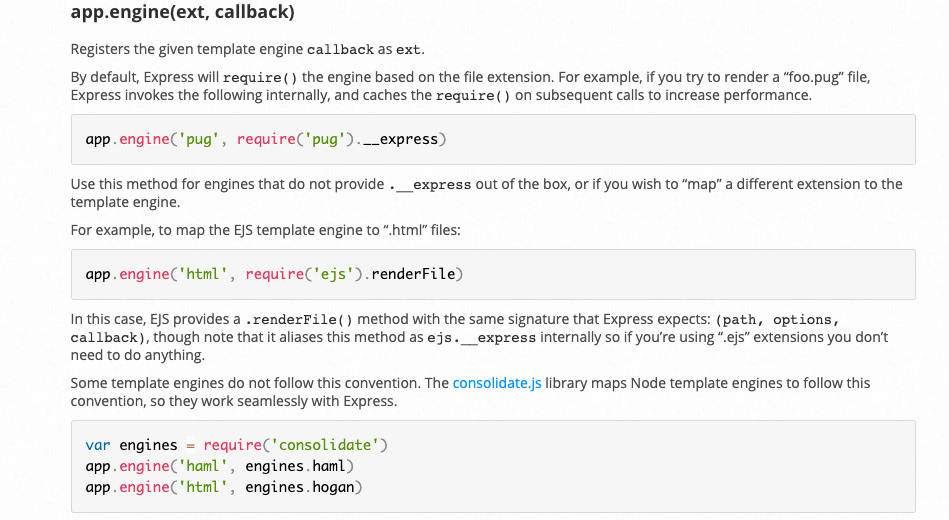 app.engine(ext, callback)
Registers the given template engine callback as ext.
By default, Express will require() the engine based on the file extension. For example, if you try to render a “foo.pug” file,
Express invokes the following internally, and caches the require() on subsequent calls to increase performance.
app.engine('pug', require('pug').__express)
Use this method for engines that do not provide .__express out of the box, or if you wish to “map” a different extension to the
template engine.
For example, to map the EJS template engine to “.html” files:
app.engine('html', require('ejs').renderFile)
In this case, EJS provides a .renderFile() method with the same signature that Express expects: (path, options,
callback), though note that it aliases this method as ejs.__express internally so if you’re using “.ejs” extensions you don’t
need to do anything.
Some template engines do not follow this convention. The consolidate.js library maps Node template engines to follow this
convention, so they work seamlessly with Express.
var engines = require('consolidate')
app.engine('haml', engines.haml)
app.engine('html', engines.hogan)